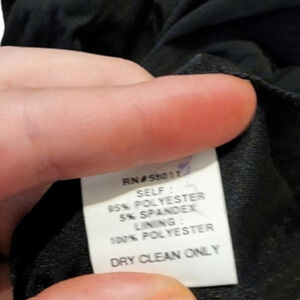 RN#59011
SELF :
95% POLYESTER
5% SPANDEX
LINING :
100% POLYESTER
DRY CLEAN ONLY